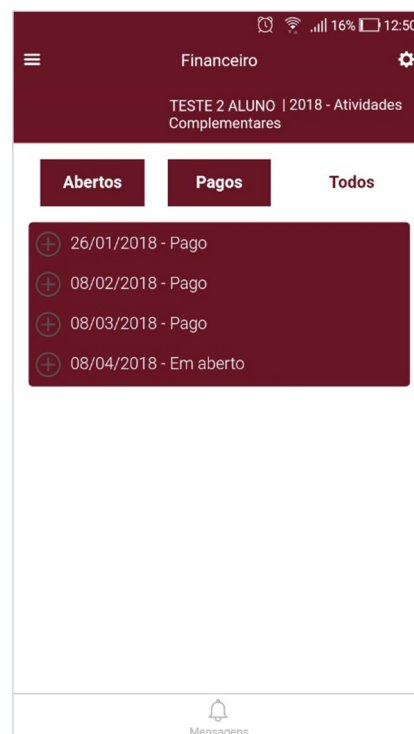 16% 12:50
Financeiro
TESTE 2 ALUNO | 2018 - Atividades
Complementares
Abertos Pagos Todos
26/01/2018 - Pago
08/02/2018 - Pago
08/03/2018 - Pago
08/04/2018 - Em aberto
Mensagens